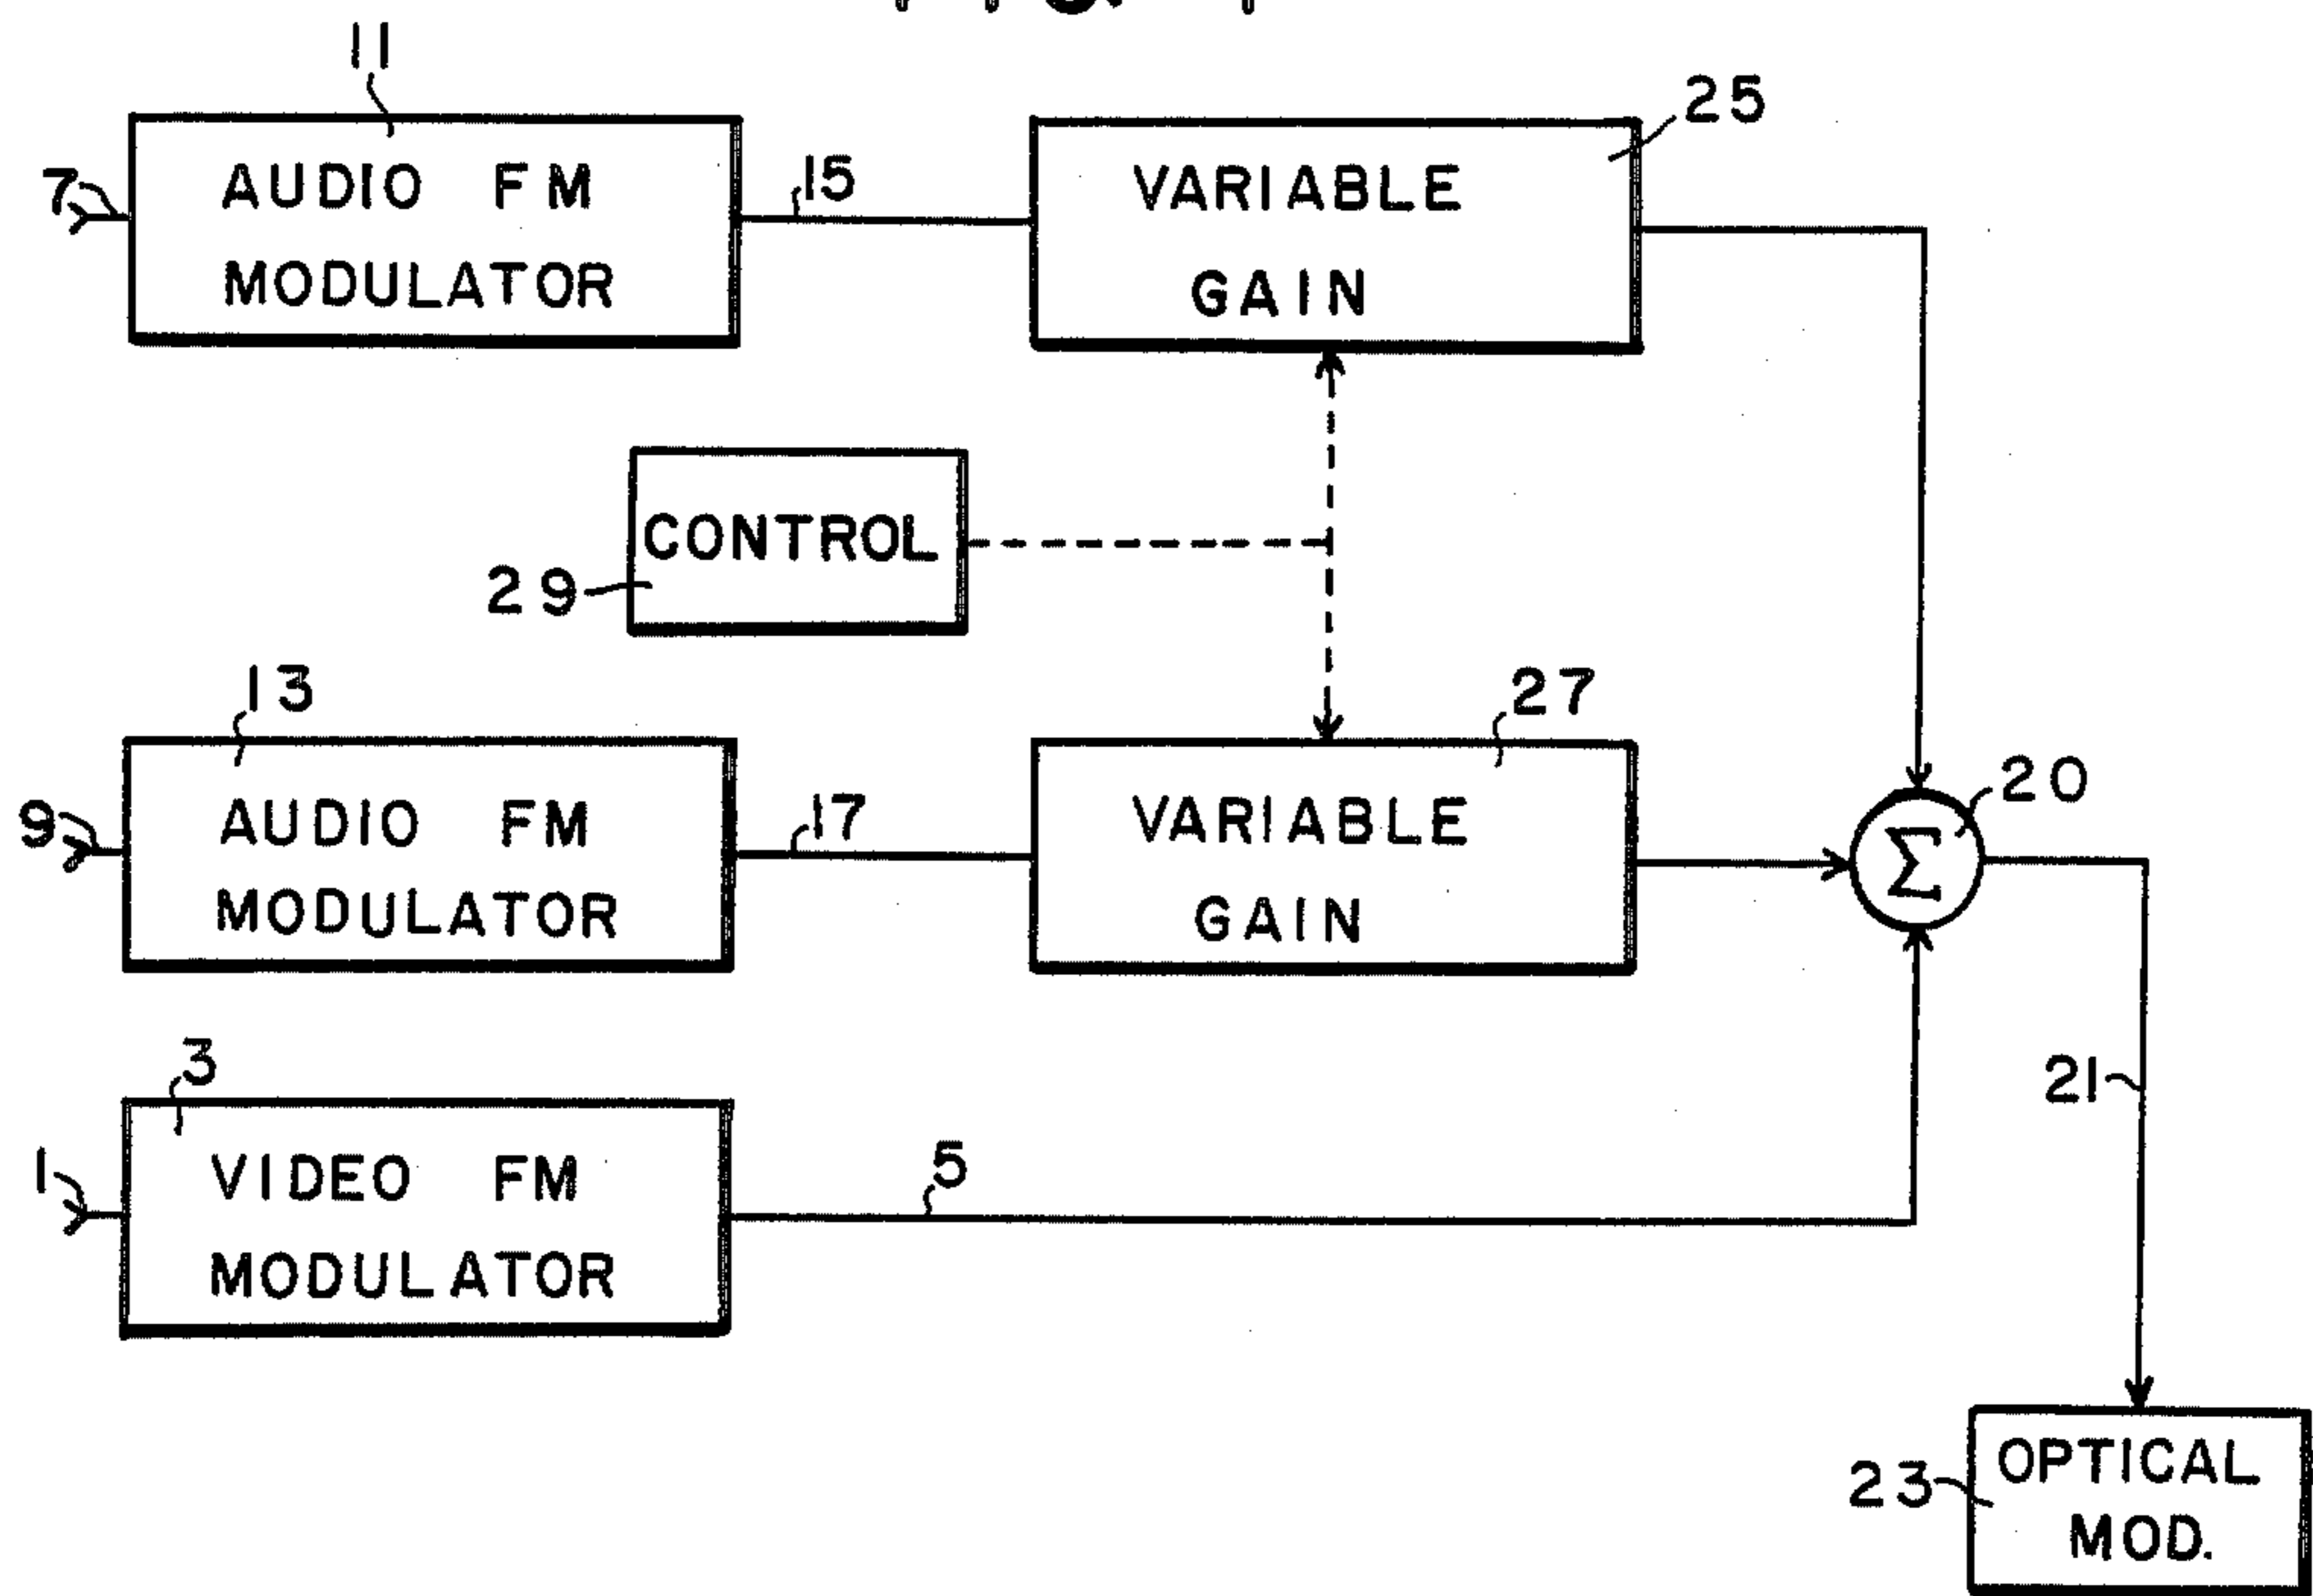 11
25
7
AUDIO FM
MODULATOR
15
VARIABLE
GAIN
CONTROL
29
13
27
9
AUDIO FM
MODULATOR
17
VARIABLE
GAIN
20
Σ
3
1
VIDEO FM
MODULATOR
5
21
23
OPTICAL
MOD.